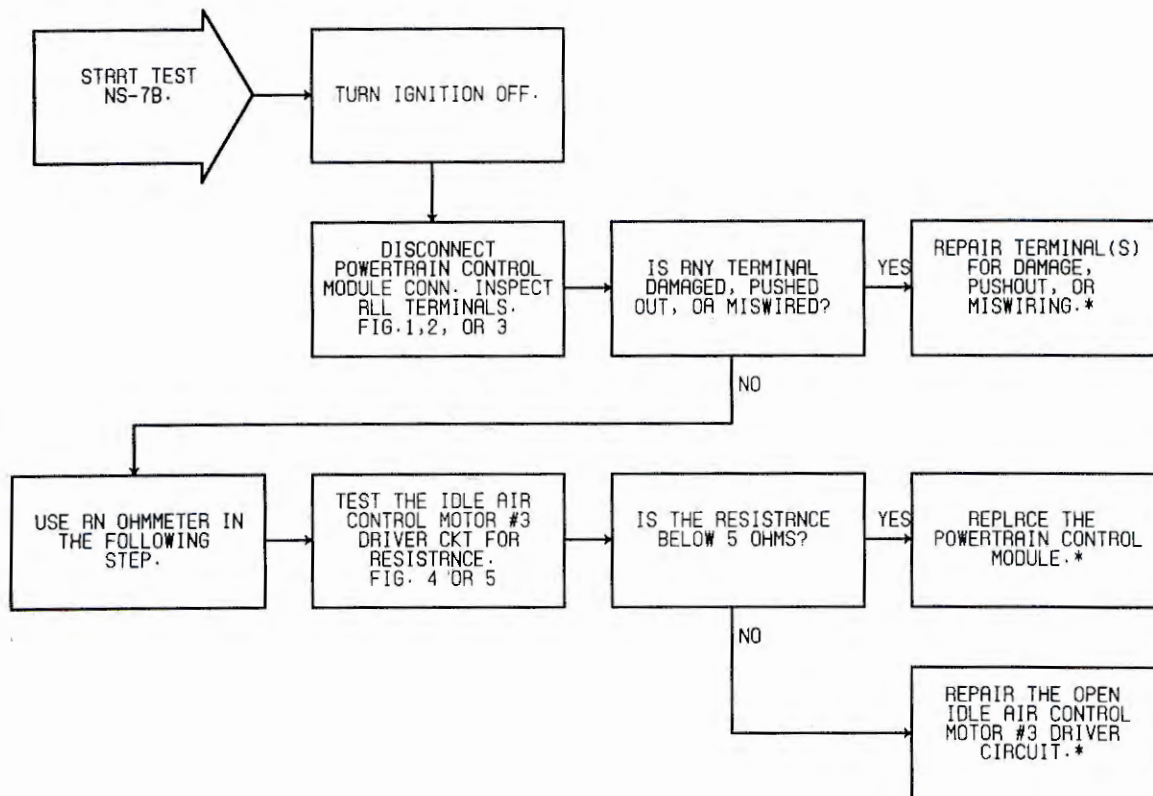 START TEST
NS-7B.
TURN IGNITION OFF.
DISCONNECT
POWERTRAIN CONTROL
MODULE CONN. INSPECT
ALL TERMINALS.
FIG.1,2, OR 3
IS ANY TERMINAL
DAMAGED, PUSHED
OUT, OR MISWIRED?
YES
REPAIR TERMINAL(S)
FOR DAMAGE,
PUSHOUT, OR
MISWIRING.*
NO
USE AN OHMMETER IN
THE FOLLOWING
STEP.
TEST THE IDLE AIR
CONTROL MOTOR #3
DRIVER CKT FOR
RESISTANCE.
FIG. 4 OR 5
IS THE RESISTANCE
BELOW 5 OHMS?
YES
REPLACE THE
POWERTRAIN CONTROL
MODULE.*
NO
REPAIR THE OPEN
IDLE AIR CONTROL
MOTOR #3 DRIVER
CIRCUIT.*